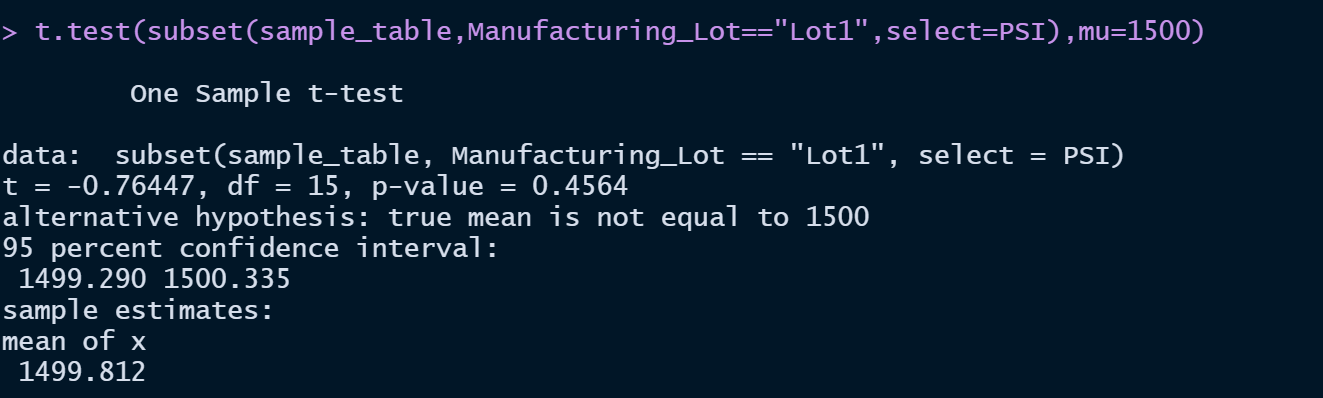 > t.test(subset(sample_table,Manufacturing_Lot=="Lot1",select=PSI),mu=1500)
One Sample t-test
data:  subset(sample_table, Manufacturing_Lot == "Lot1", select = PSI)
t = -0.76447, df = 15, p-value = 0.4564
alternative hypothesis: true mean is not equal to 1500
95 percent confidence interval:
 1499.290 1500.335
sample estimates:
mean of x
 1499.812